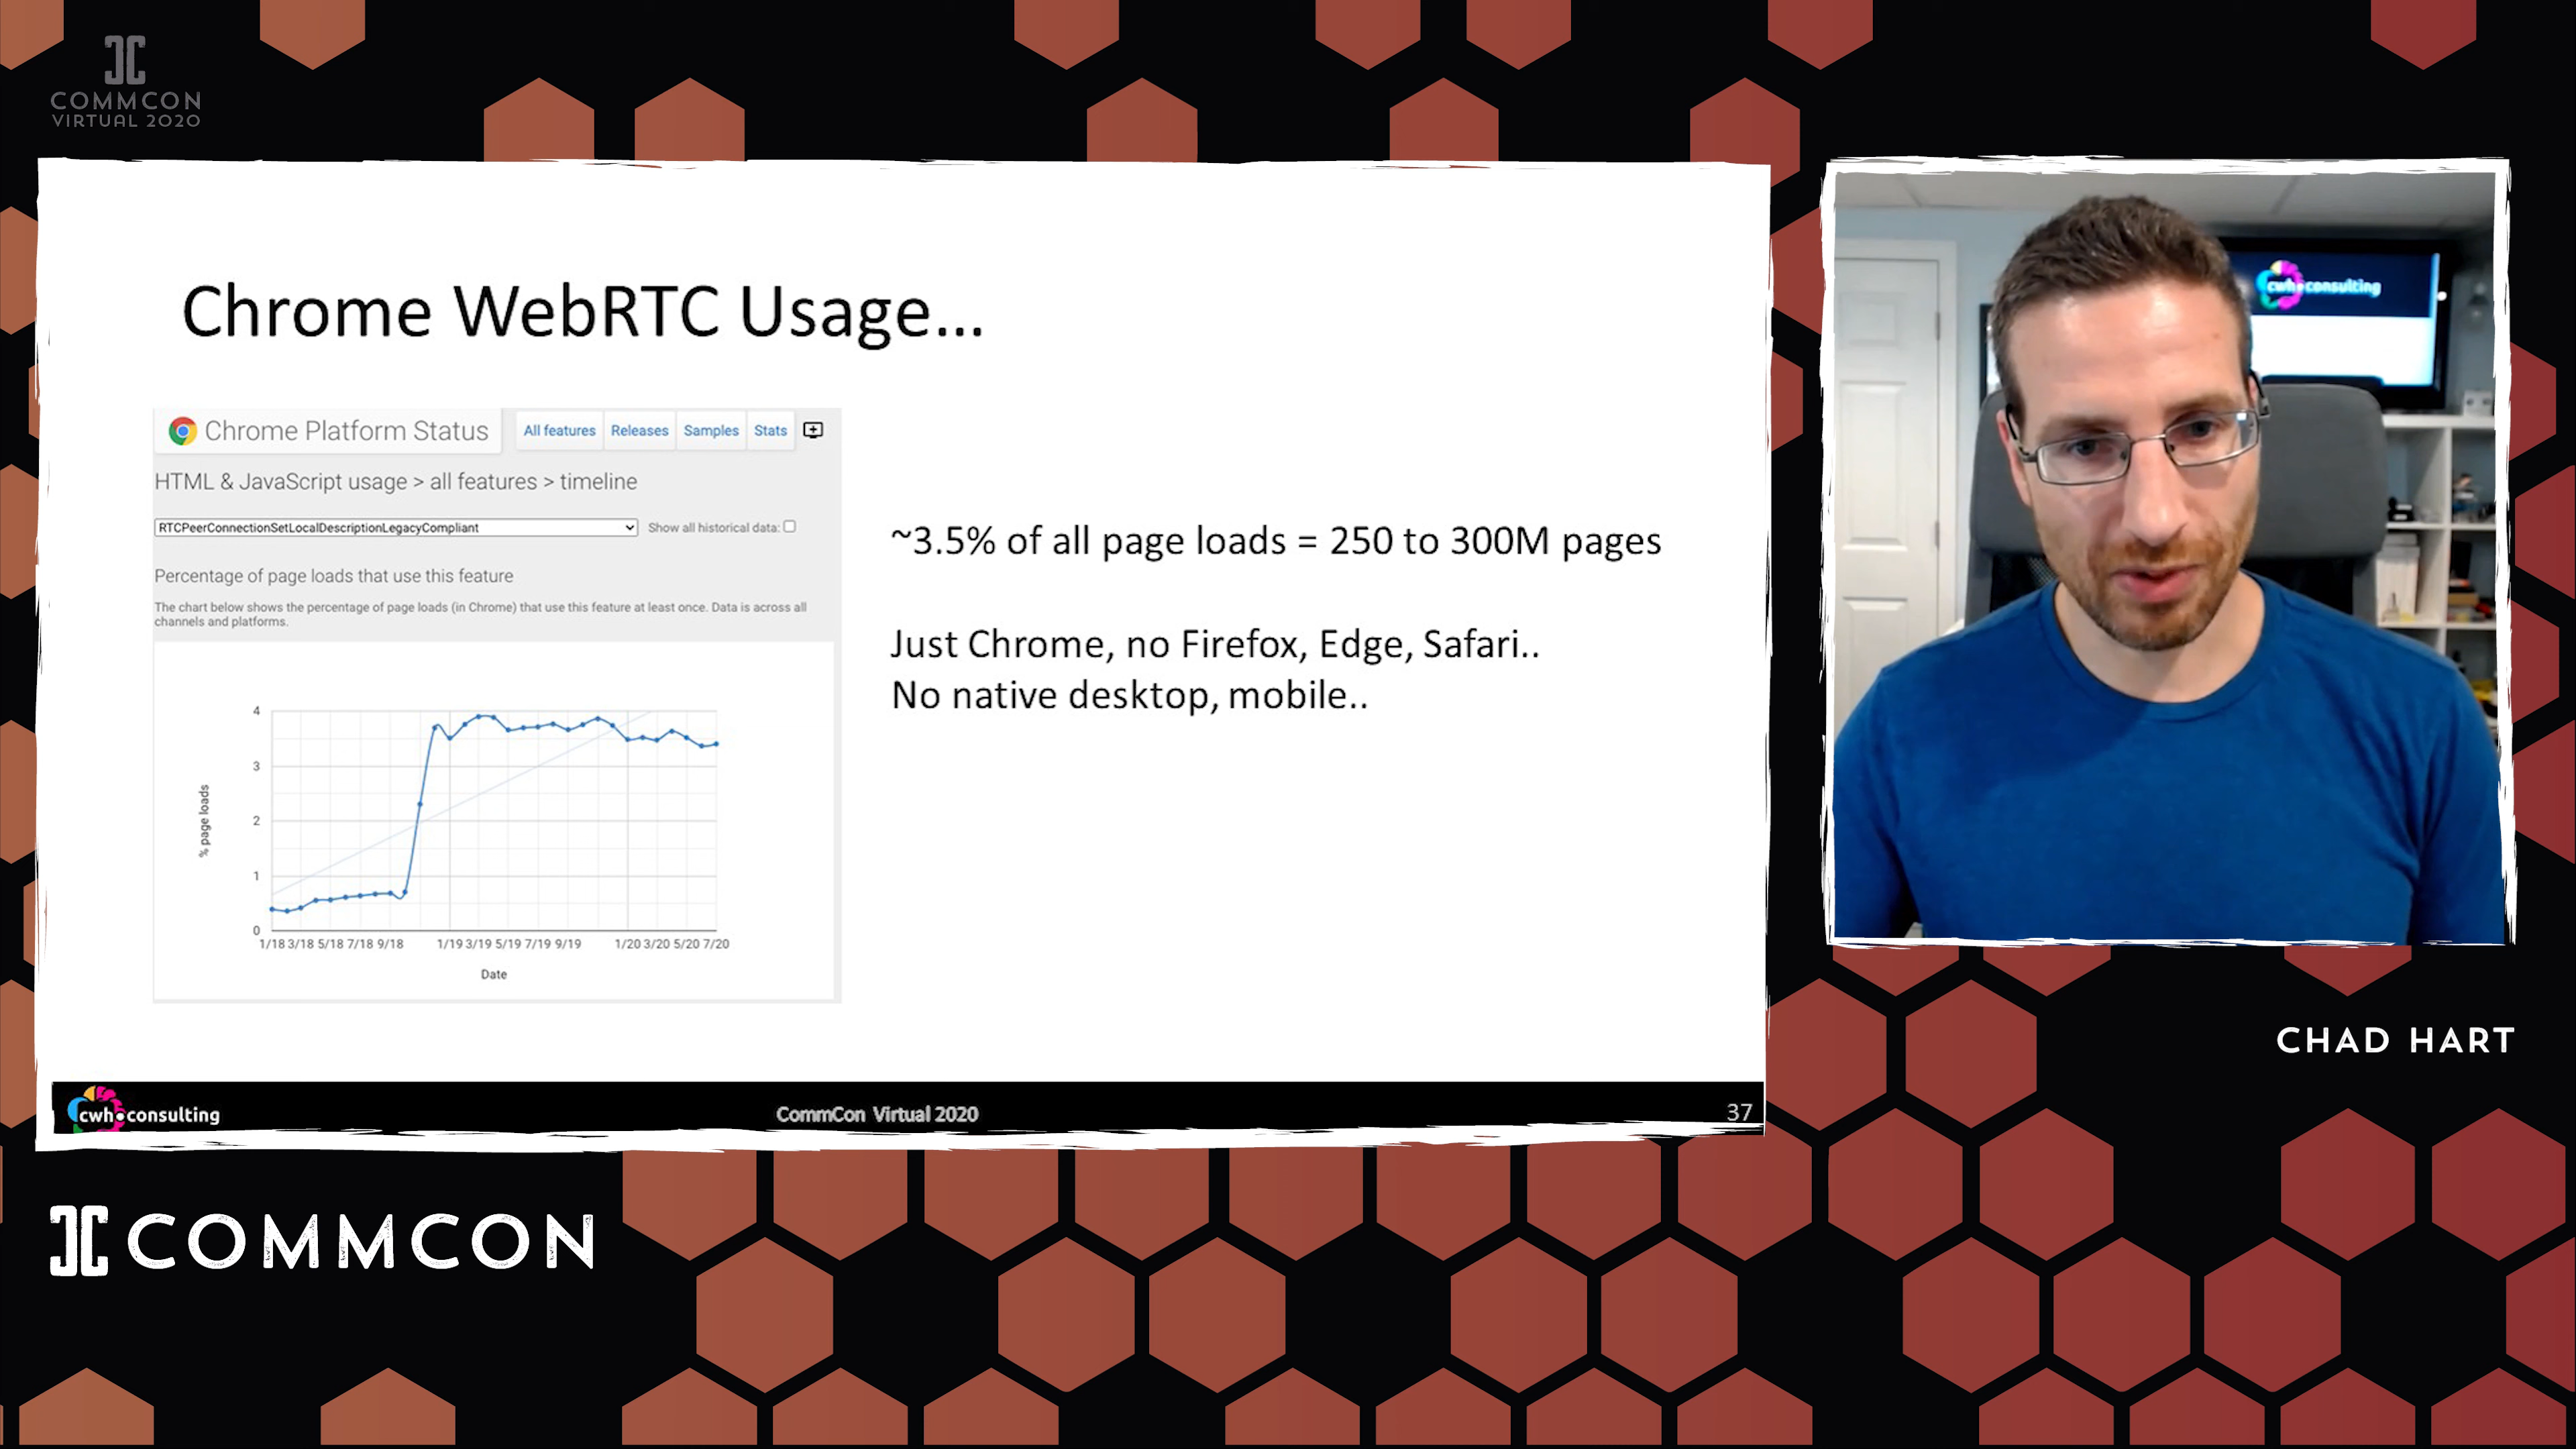 COMMCON
VIRTUAL 2020
Chrome WebRTC Usage...
Chrome Platform Status
All features
Releases
Samples
Stats
HTML & JavaScript usage > all features > timeline
RTCPeerConnectionSetLocalDescriptionLegacyCompliant
Show all historical data:
Percentage of page loads that use this feature
The chart below shows the percentage of page loads (in Chrome) that use this feature at least once. Data is across all
channels and platforms.
4
3
2
1
0
% page loads
1/18 3/18 5/18 7/18 9/18 1/19 3/19 5/19 7/19 9/19 1/20 3/20 5/20 7/20
Date
~3.5% of all page loads = 250 to 300M pages
Just Chrome, no Firefox, Edge, Safari..
No native desktop, mobile..
cwh consulting
CommCon Virtual 2020
37
cwh consulting
CHAD HART
COMMCON